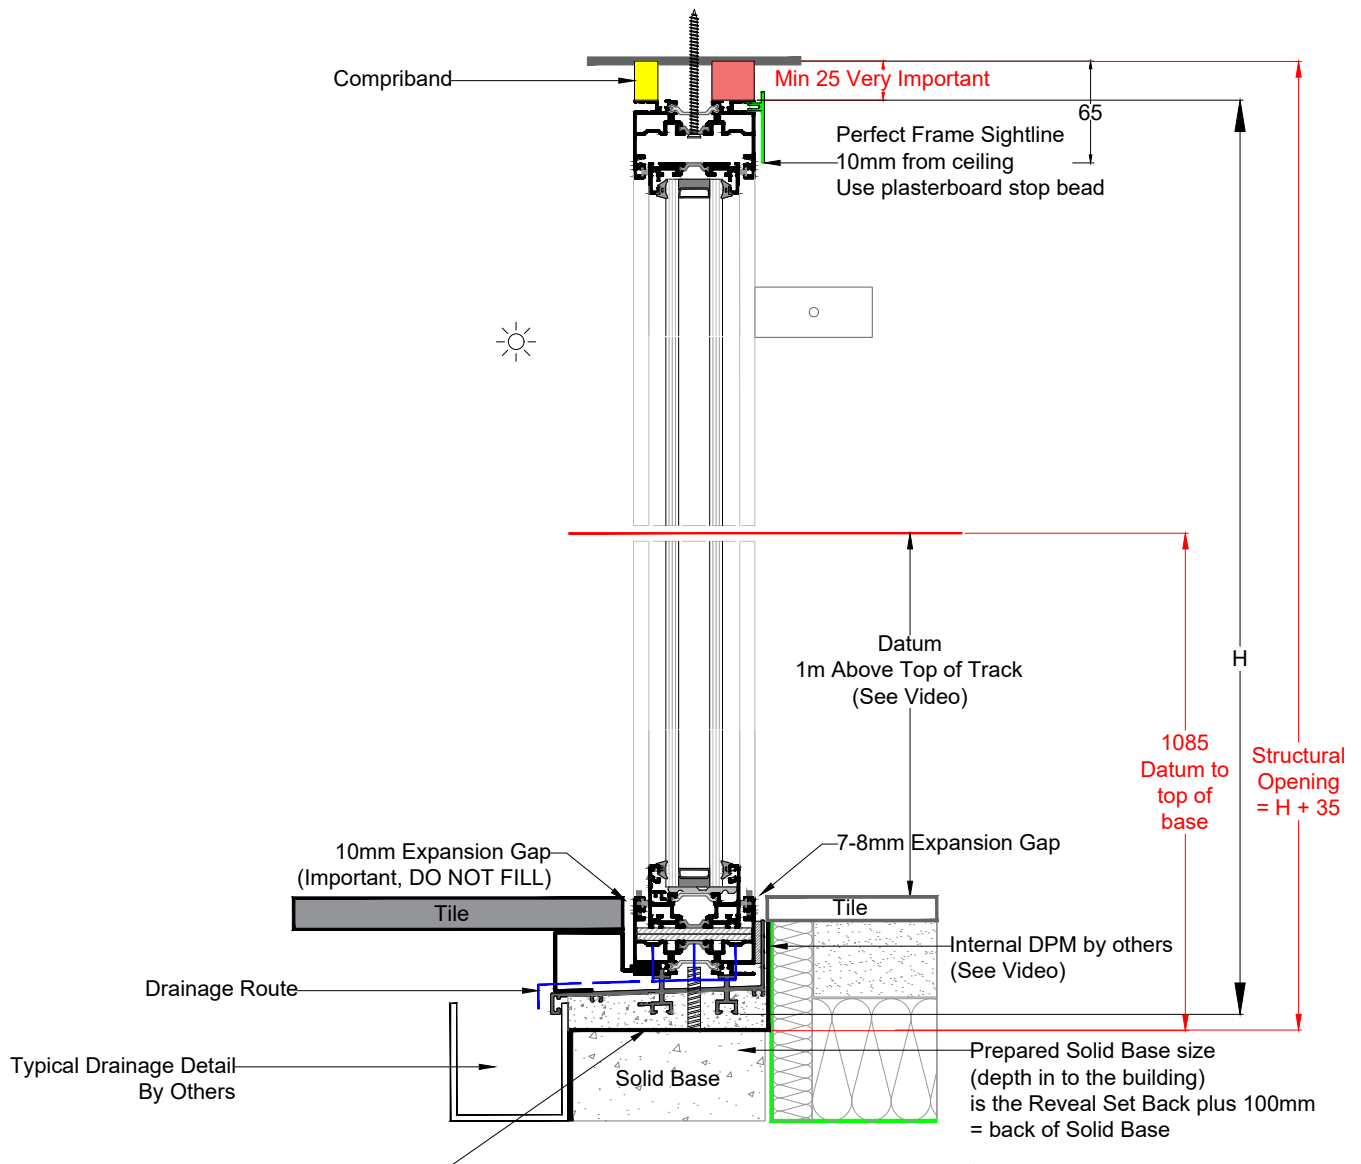 Compriband
Min 25 Very Important
65
Perfect Frame Sightline
10mm from ceiling
Use plasterboard stop bead
Datum
1m Above Top of Track
(See Video)
H
1085
Datum to
top of
base
Structural
Opening
= H + 35
10mm Expansion Gap
(Important, DO NOT FILL)
7-8mm Expansion Gap
Tile
Tile
Internal DPM by others
(See Video)
Drainage Route
Typical Drainage Detail
By Others
Solid Base
Prepared Solid Base size
(depth in to the building)
is the Reveal Set Back plus 100mm
= back of Solid Base